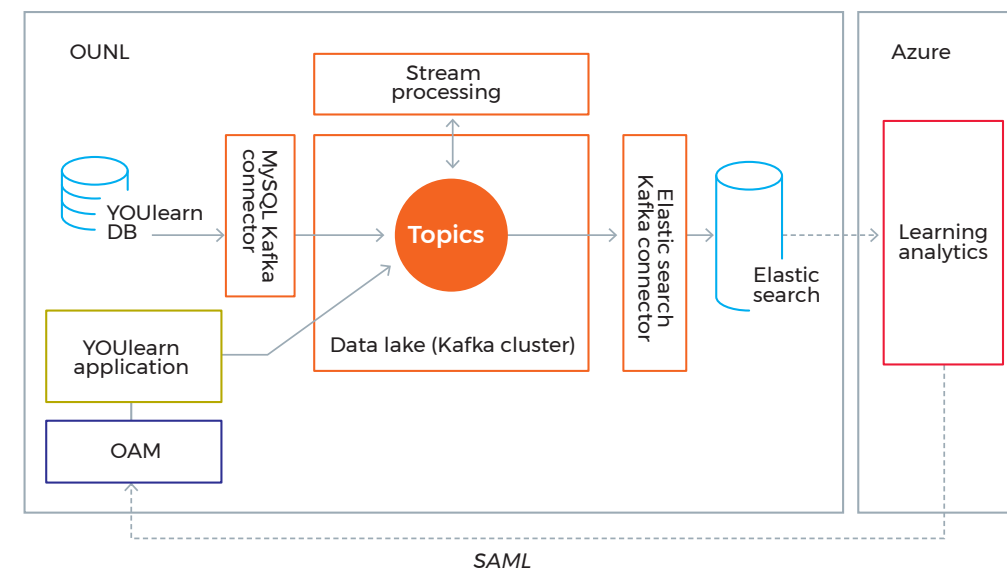 OUNL
Azure
Stream
processing
MySQL Kafka
connector
YOUlearn
DB
Topics
Elastic search
Kafka connector
Learning
analytics
Elastic
search
Data lake (Kafka cluster)
YOUlearn
application
OAM
SAML